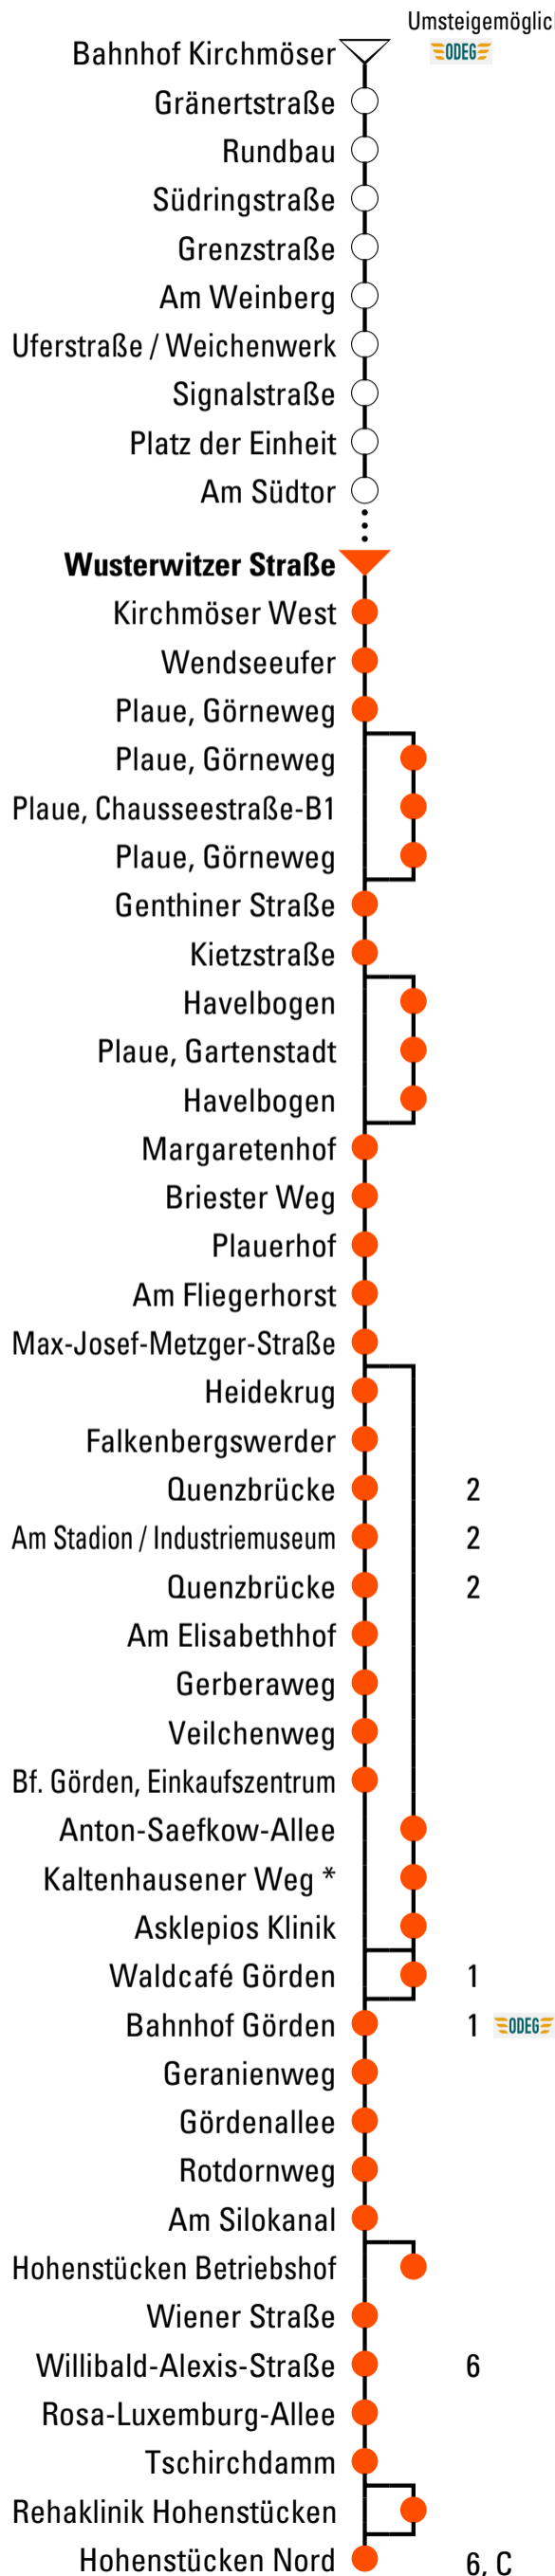 Umsteigemöglic
Bahnhof Kirchmöser ODEG
Gränertstraße
Rundbau
Südringstraße
Grenzstraße
Am Weinberg
Uferstraße / Weichenwerk
Signalstraße
Platz der Einheit
Am Südtor
Wusterwitzer Straße
Kirchmöser West
Wendseeufer
Plaue, Görneweg
Plaue, Görneweg
Plaue, Chausseestraße-B1
Plaue, Görneweg
Genthiner Straße
Kietzstraße
Havelbogen
Plaue, Gartenstadt
Havelbogen
Margaretenhof
Briester Weg
Plauerhof
Am Fliegerhorst
Max-Josef-Metzger-Straße
Heidekrug
Falkenbergswerder
Quenzbrücke 2
Am Stadion / Industriemuseum 2
Quenzbrücke 2
Am Elisabethhof
Gerberaweg
Veilchenweg
Bf. Görden, Einkaufszentrum
Anton-Saefkow-Allee
Kaltenhausener Weg *
Asklepios Klinik
Waldcafé Görden 1
Bahnhof Görden 1 ODEG
Geranienweg
Gördenallee
Rotdornweg
Am Silokanal
Hohenstücken Betriebshof
Wiener Straße
Willibald-Alexis-Straße 6
Rosa-Luxemburg-Allee
Tschirchdamm
Rehaklinik Hohenstücken
Hohenstücken Nord 6, C